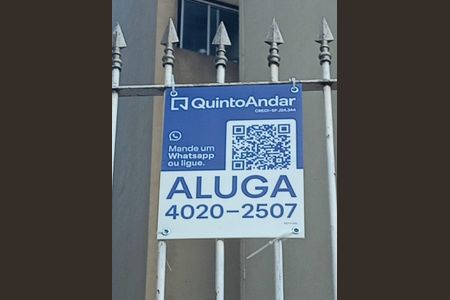 QuintoAndar
CRECI-SP J24.344
Mande um
Whatsapp
ou ligue.
ALUGA
4020-2507